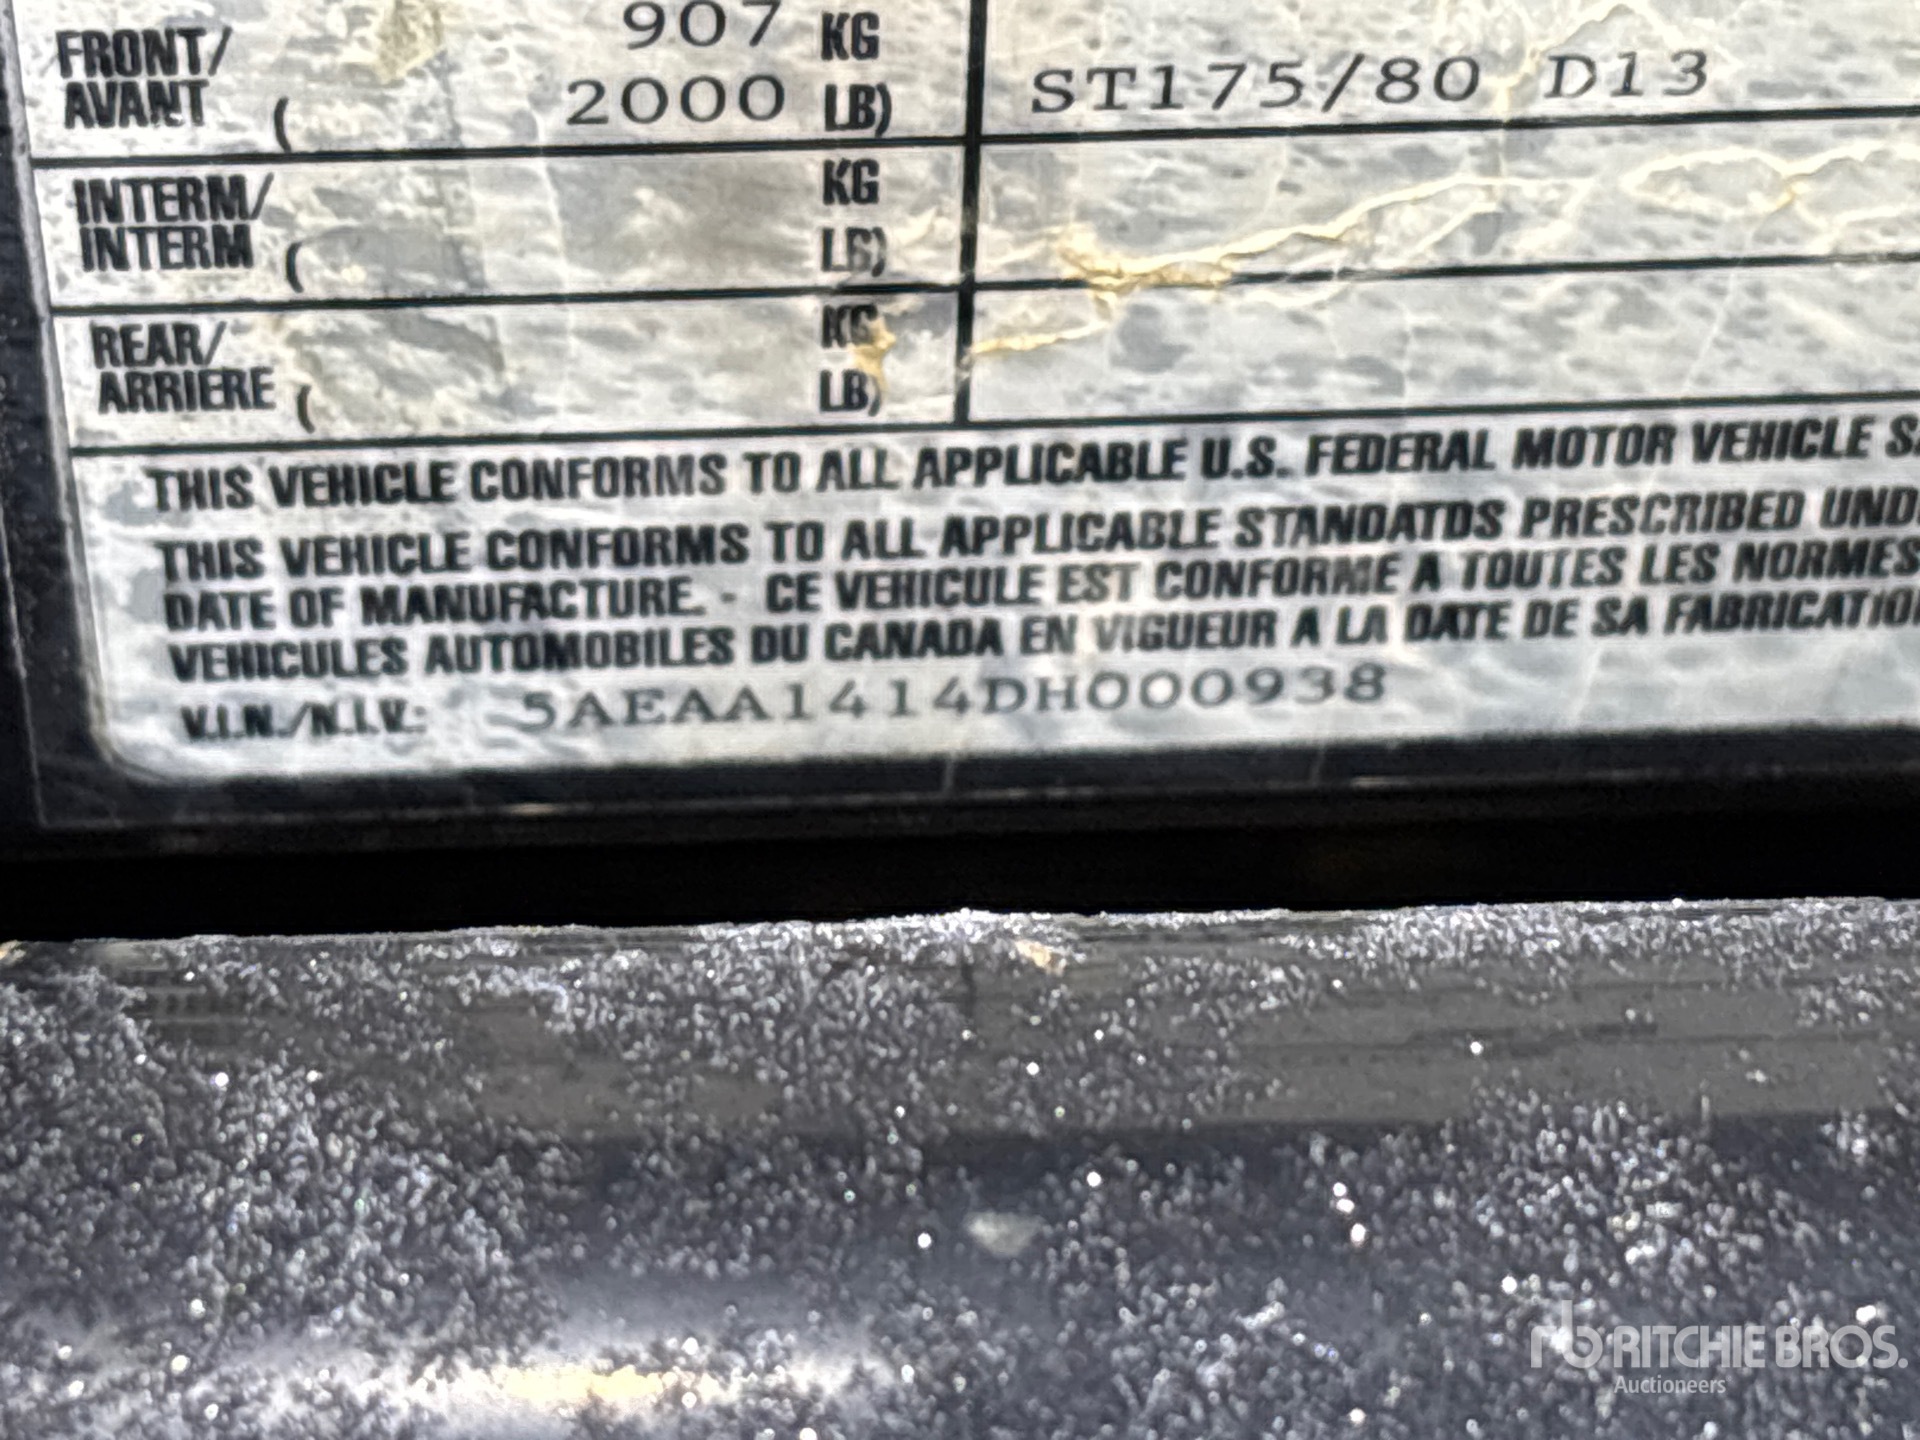 907 KG
FRONT/
AVANT ( 2000 LB) ST175/80 D13
INTERM/ KG
INTERM ( LB)
REAR/ KG
ARRIERE ( LB)
THIS VEHICLE CONFORMS TO ALL APPLICABLE U.S. FEDERAL MOTOR VEHICLE
THIS VEHICLE CONFORMS TO ALL APPLICABLE STANDATDS PRESCRIBED UND
DATE OF MANUFACTURE. - CE VEHICULE EST CONFORME A TOUTES LES NORMES
VEHICULES AUTOMOBILES DU CANADA EN VIGUEUR A LA DATE DE SA FABRICATIO
V.I.N./N.I.V.: 5AEAA1414DH000938
rb RITCHIE BROS.
Auctioneers